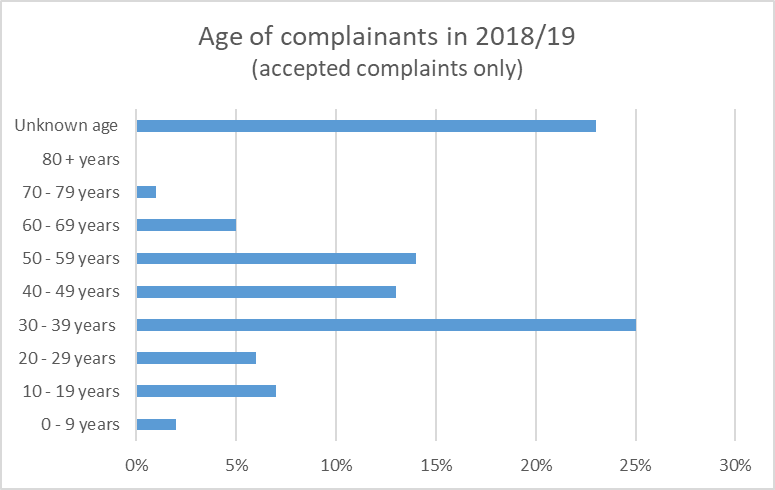 Age of complainants in 2018/19
(accepted complaints only)
Unknown age
80 + years
70 - 79 years
60 - 69 years
50 - 59 years
40 - 49 years
30 - 39 years
20 - 29 years
10 - 19 years
0 - 9 years
0% 5% 10% 15% 20% 25% 30%